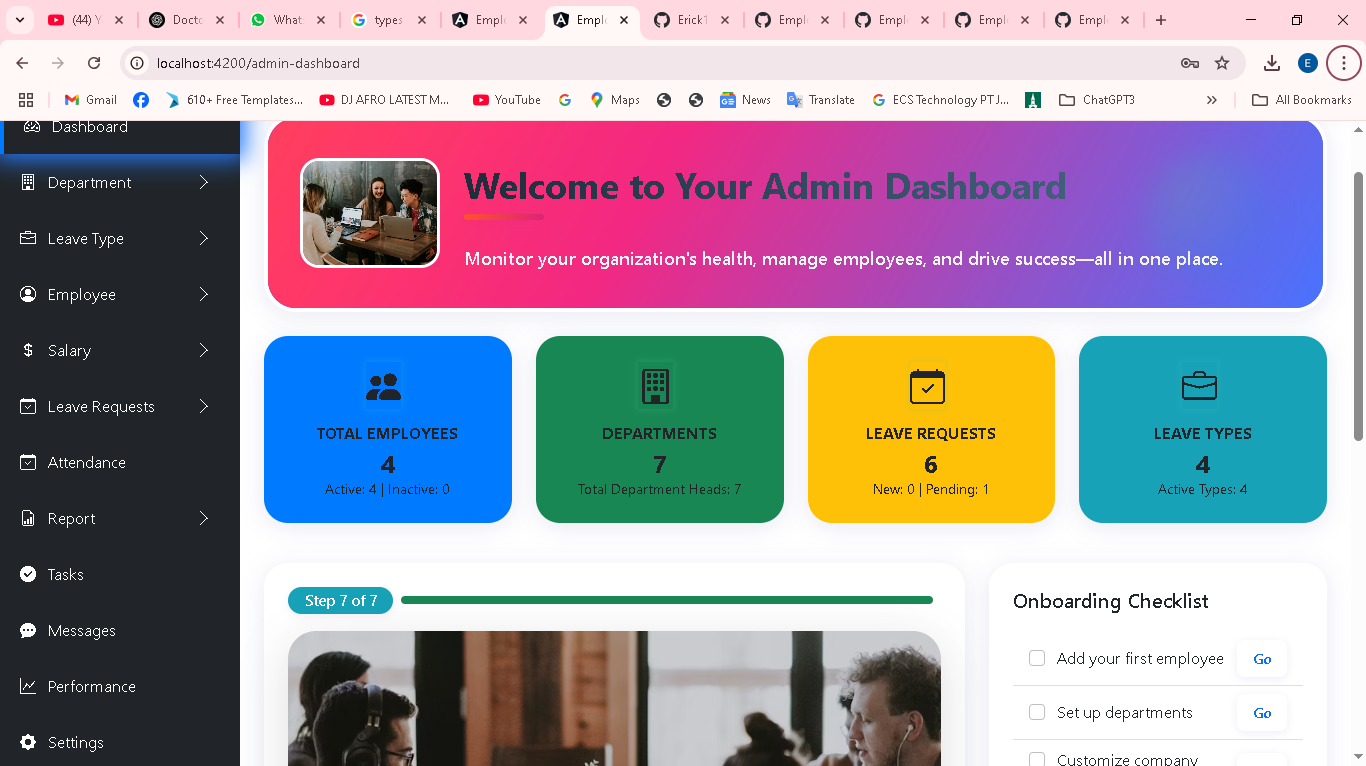 (44) Y
Docto
What
types
Empl
Empl
Erick1
Empl
Empl
Empl
Empl
localhost:4200/admin-dashboard
E
Gmail
610+ Free Templates...
DJ AFRO LATEST M...
YouTube
Maps
News
Translate
ECS Technology PT J...
ChatGPT3
All Bookmarks
Dashboard
Department
Leave Type
Employee
Salary
Leave Requests
Attendance
Report
Tasks
Messages
Performance
Settings
Welcome to Your Admin Dashboard
Monitor your organization's health, manage employees, and drive success—all in one place.
TOTAL EMPLOYEES
4
Active: 4 | Inactive: 0
DEPARTMENTS
7
Total Department Heads: 7
LEAVE REQUESTS
6
New: 0 | Pending: 1
LEAVE TYPES
4
Active Types: 4
Step 7 of 7
Onboarding Checklist
Add your first employee
Go
Set up departments
Go
Customize company